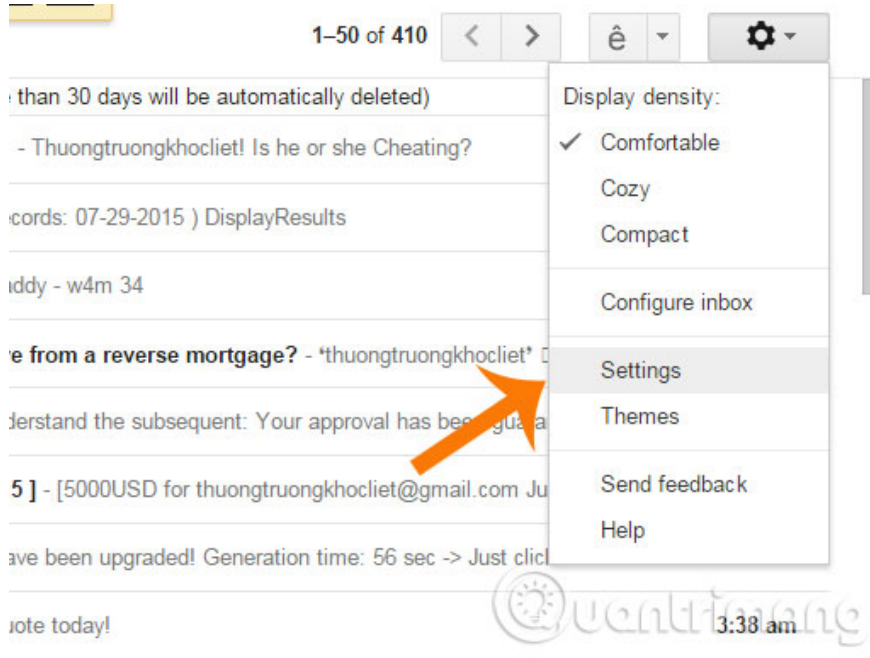 1–50 of 410
ê
than 30 days will be automatically deleted)
- Thuongtruongkhocliet! Is he or she Cheating?
ecords: 07-29-2015 ) DisplayResults
addy - w4m 34
re from a reverse mortgage? - *thuongtruongkhocliet*
derstand the subsequent: Your approval has been
5 ] - [5000USD for thuongtruongkhocliet@gmail.com Ju
ave been upgraded! Generation time: 56 sec -> Just clic
uote today!
3:38 am
Display density:
Comfortable
Cozy
Compact
Configure inbox
Settings
Themes
Send feedback
Help
Quantrimang